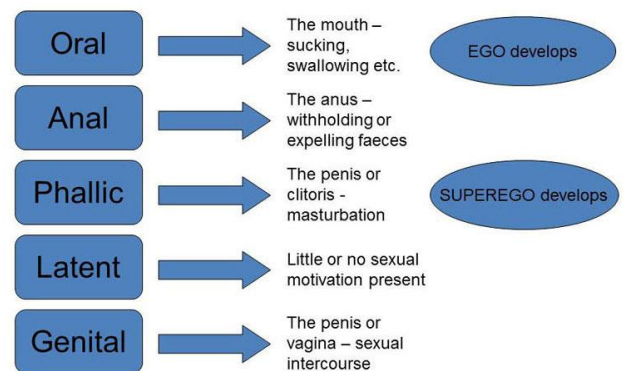 Oral
The mouth –
sucking,
swallowing etc.
EGO develops
Anal
The anus –
withholding or
expelling faeces
Phallic
The penis or
clitoris -
masturbation
SUPEREGO develops
Latent
Little or no sexual
motivation present
Genital
The penis or
vagina – sexual
intercourse